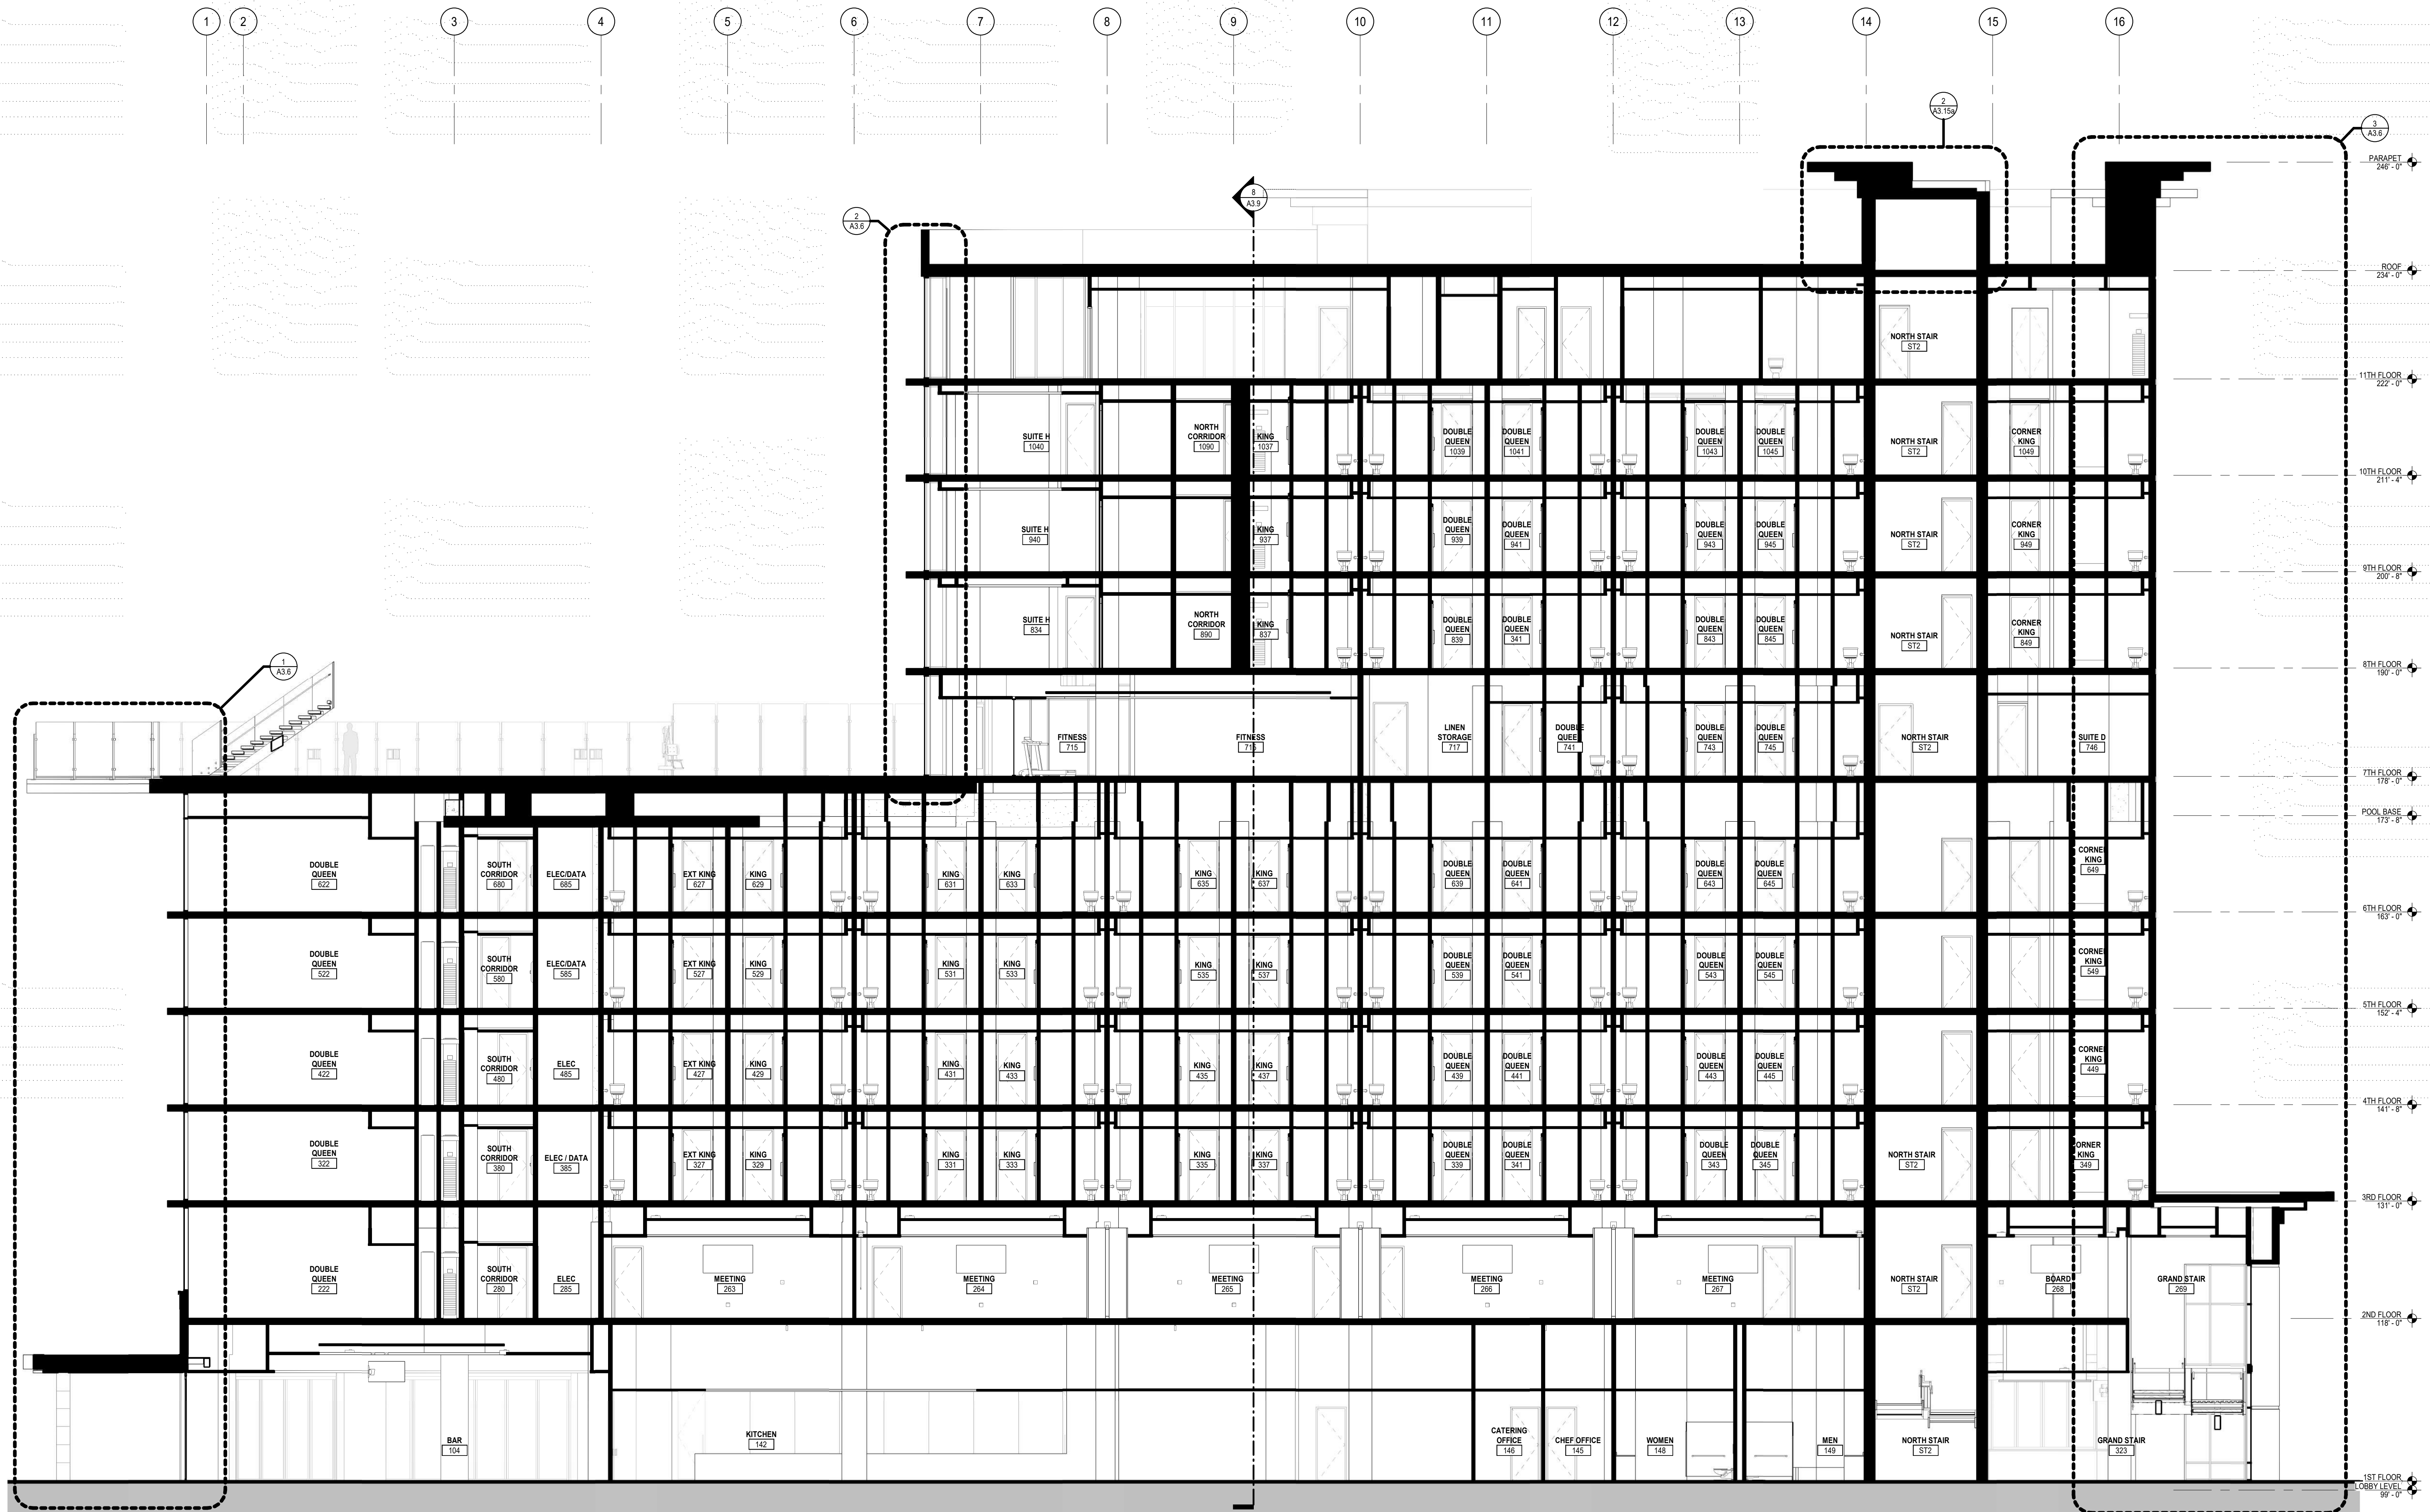 1 2 3 4 5 6 7 8 9 10 11 12 13 14 15 16
2
A3.15a
3
A3.6
PARAPET
246' - 0"
8
A3.9
2
A3.6
ROOF
234' - 0"
NORTH STAIR
ST2
11TH FLOOR
222' - 0"
SUITE H
1040
NORTH
CORRIDOR
1090
KING
1037
DOUBLE
QUEEN
1039
DOUBLE
QUEEN
1041
DOUBLE
QUEEN
1043
DOUBLE
QUEEN
1045
NORTH STAIR
ST2
CORNER
KING
1049
10TH FLOOR
211' - 4"
SUITE H
940
KING
937
DOUBLE
QUEEN
939
DOUBLE
QUEEN
941
DOUBLE
QUEEN
943
DOUBLE
QUEEN
945
NORTH STAIR
ST2
CORNER
KING
949
9TH FLOOR
200' - 8"
SUITE H
834
NORTH
CORRIDOR
890
KING
837
DOUBLE
QUEEN
839
DOUBLE
QUEEN
341
DOUBLE
QUEEN
843
DOUBLE
QUEEN
845
NORTH STAIR
ST2
CORNER
KING
849
8TH FLOOR
190' - 0"
1
A3.6
FITNESS
715
FITNESS
715
LINEN
STORAGE
717
DOUBLE
QUEEN
741
DOUBLE
QUEEN
743
DOUBLE
QUEEN
745
NORTH STAIR
ST2
SUITE D
746
7TH FLOOR
178' - 0"
POOL BASE
173' - 8"
DOUBLE
QUEEN
622
SOUTH
CORRIDOR
680
ELEC/DATA
685
EXT KING
627
KING
629
KING
631
KING
633
KING
635
KING
637
DOUBLE
QUEEN
639
DOUBLE
QUEEN
641
DOUBLE
QUEEN
643
DOUBLE
QUEEN
645
CORNER
KING
649
6TH FLOOR
163' - 0"
DOUBLE
QUEEN
522
SOUTH
CORRIDOR
580
ELEC/DATA
585
EXT KING
527
KING
529
KING
531
KING
533
KING
535
KING
537
DOUBLE
QUEEN
539
DOUBLE
QUEEN
541
DOUBLE
QUEEN
543
DOUBLE
QUEEN
545
CORNER
KING
549
5TH FLOOR
152' - 4"
DOUBLE
QUEEN
422
SOUTH
CORRIDOR
480
ELEC
485
EXT KING
427
KING
429
KING
431
KING
433
KING
435
KING
437
DOUBLE
QUEEN
439
DOUBLE
QUEEN
441
DOUBLE
QUEEN
443
DOUBLE
QUEEN
445
CORNER
KING
449
4TH FLOOR
141' - 8"
DOUBLE
QUEEN
322
SOUTH
CORRIDOR
380
ELEC / DATA
385
EXT KING
327
KING
329
KING
331
KING
333
KING
335
KING
337
DOUBLE
QUEEN
339
DOUBLE
QUEEN
341
DOUBLE
QUEEN
343
DOUBLE
QUEEN
345
NORTH STAIR
ST2
CORNER
KING
349
3RD FLOOR
131' - 0"
DOUBLE
QUEEN
222
SOUTH
CORRIDOR
280
ELEC
285
MEETING
263
MEETING
264
MEETING
265
MEETING
266
MEETING
267
NORTH STAIR
ST2
BOARD
268
GRAND STAIR
269
2ND FLOOR
118' - 0"
BAR
104
KITCHEN
142
CATERING
OFFICE
146
CHEF OFFICE
145
WOMEN
148
MEN
149
NORTH STAIR
ST2
GRAND STAIR
323
1ST FLOOR
LOBBY LEVEL
99' - 0"